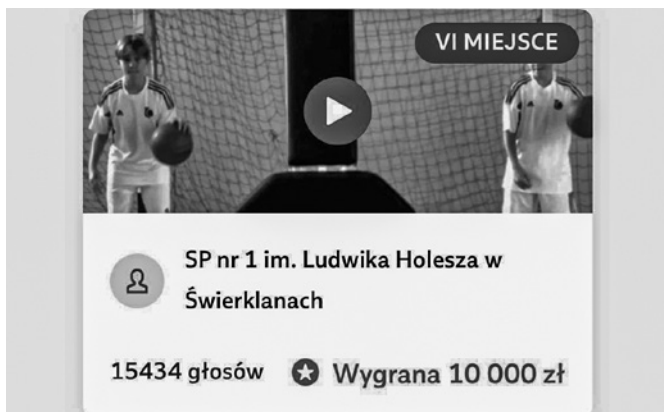 VI MIEJSCE
SP nr 1 im. Ludwika Holesza w
Świerklanach
15434 głosów
Wygrana 10 000 zł